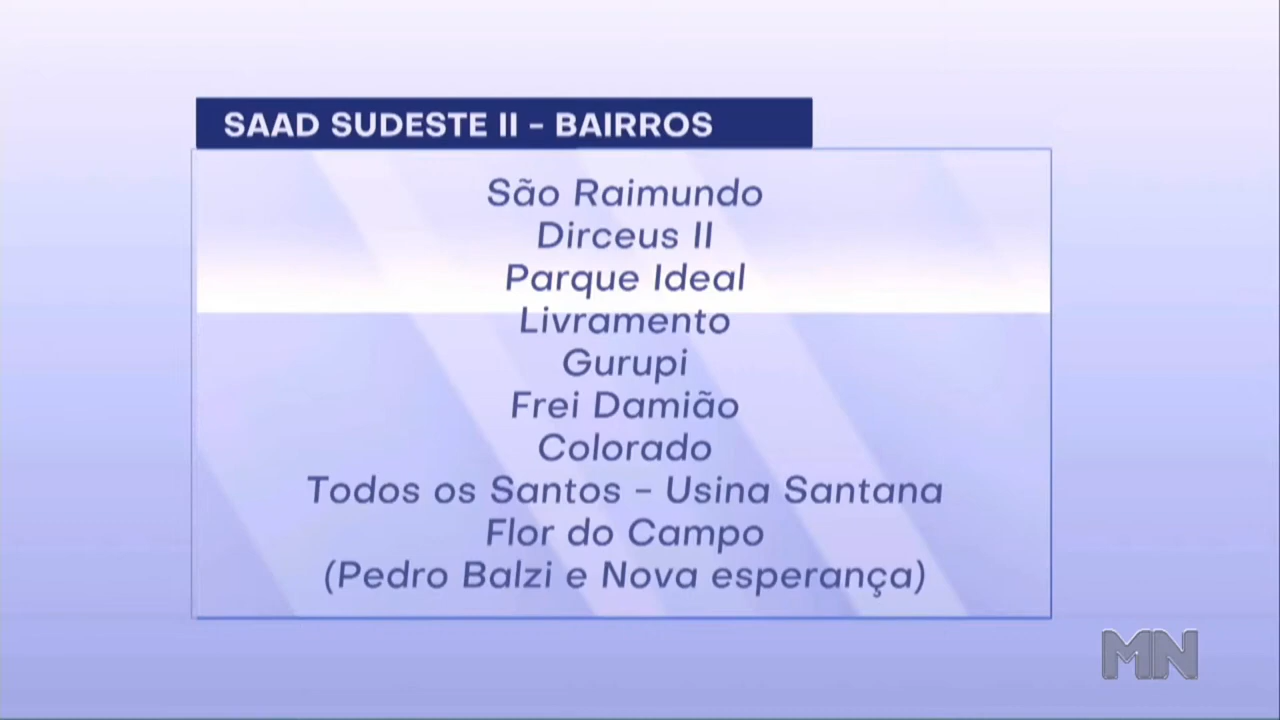 SAAD SUDESTE II - BAIRROS
São Raimundo
Dirceus II
Parque Ideal
Livramento
Gurupi
Frei Damião
Colorado
Todos os Santos - Usina Santana
Flor do Campo
(Pedro Balzi e Nova esperança)
MN